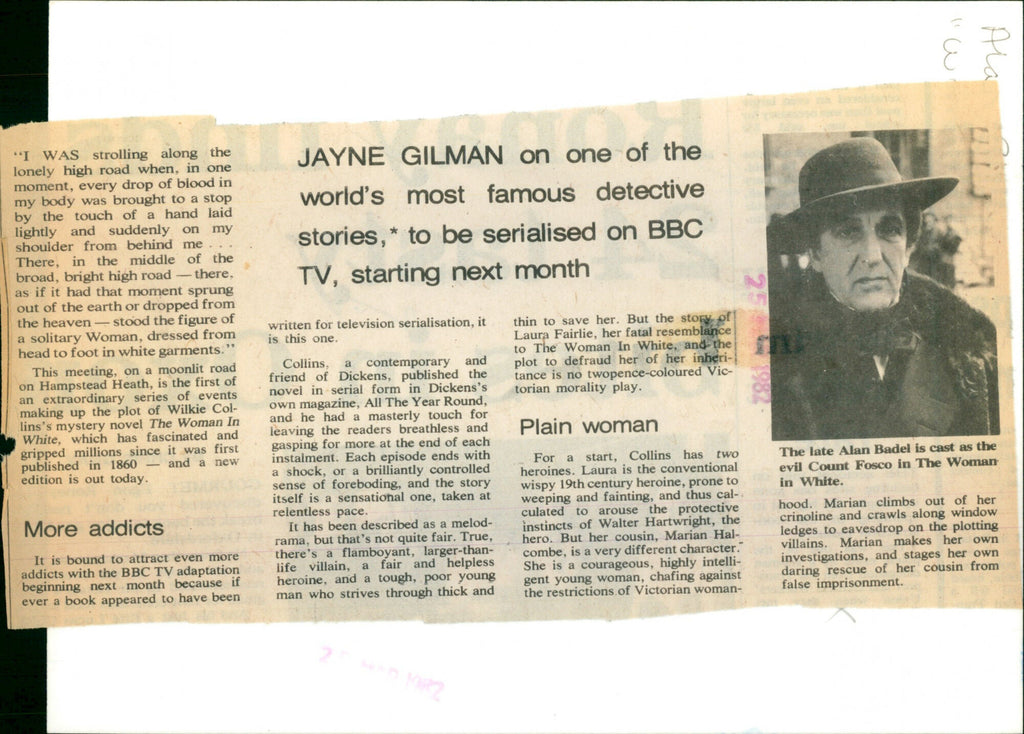 "I WAS strolling along the
lonely high road when, in one
moment, every drop of blood in
my body was brought to a stop
by the touch of a hand laid
lightly and suddenly on my
shoulder from behind me . . .
There, in the middle of the
broad, bright high road — there,
as if it had that moment sprung
out of the earth or dropped from
the heaven — stood the figure of
a solitary Woman, dressed from
head to foot in white garments."
This meeting, on a moonlit road
on Hampstead Heath, is the first of
an extraordinary series of events
making up the plot of Wilkie Col-
lins's mystery novel The Woman In
White, which has fascinated and
gripped millions since it was first
published in 1860 — and a new
edition is out today.
More addicts
It is bound to attract even more
addicts with the BBC TV adaptation
beginning next month because if
ever a book appeared to have been
JAYNE GILMAN on one of the
world's most famous detective
stories,* to be serialised on BBC
TV, starting next month
written for television serialisation, it
is this one.
Collins, a contemporary and
friend of Dickens, published the
novel in serial form in Dickens's
own magazine, All The Year Round,
and he had a masterly touch for
leaving the readers breathless and
gasping for more at the end of each
instalment. Each episode ends with
a shock, or a brilliantly controlled
sense of foreboding, and the story
itself is a sensational one, taken at
relentless pace.
It has been described as a melod-
rama, but that's not quite fair. True,
there's a flamboyant, larger-than-
life villain, a fair and helpless
heroine, and a tough, poor young
man who strives through thick and
thin to save her. But the story of
Laura Fairlie, her fatal resemblance
to The Woman In White, and the
plot to defraud her of her inheri-
tance is no twopence-coloured Vic-
torian morality play.
Plain woman
For a start, Collins has two
heroines. Laura is the conventional
wispy 19th century heroine, prone to
weeping and fainting, and thus cal-
culated to arouse the protective
instincts of Walter Hartwright, the
hero. But her cousin, Marian Hal-
combe, is a very different character.
She is a courageous, highly intelli-
gent young woman, chafing against
the restrictions of Victorian woman-
The late Alan Badel is cast as the
evil Count Fosco in The Woman
in White.
hood. Marian climbs out of her
crinoline and crawls along window
ledges to eavesdrop on the plotting
villains. Marian makes her own
investigations, and stages her own
daring rescue of her cousin from
false imprisonment.
25 1982